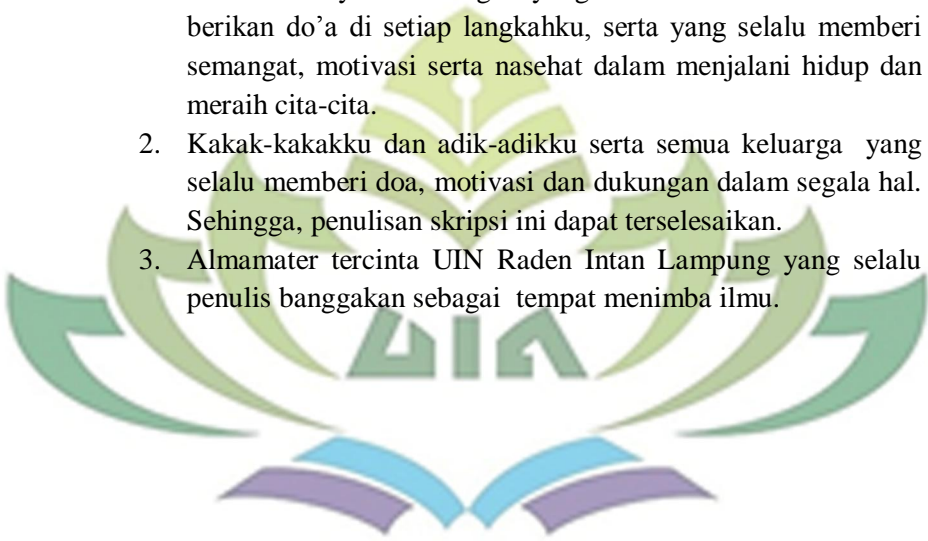 berikan do’a di setiap langkahku, serta yang selalu memberi
semangat, motivasi serta nasehat dalam menjalani hidup dan
meraih cita-cita.
2. Kakak-kakakku dan adik-adikku serta semua keluarga yang
selalu memberi doa, motivasi dan dukungan dalam segala hal.
Sehingga, penulisan skripsi ini dapat terselesaikan.
3. Almamater tercinta UIN Raden Intan Lampung yang selalu
penulis banggakan sebagai tempat menimba ilmu.
UIN